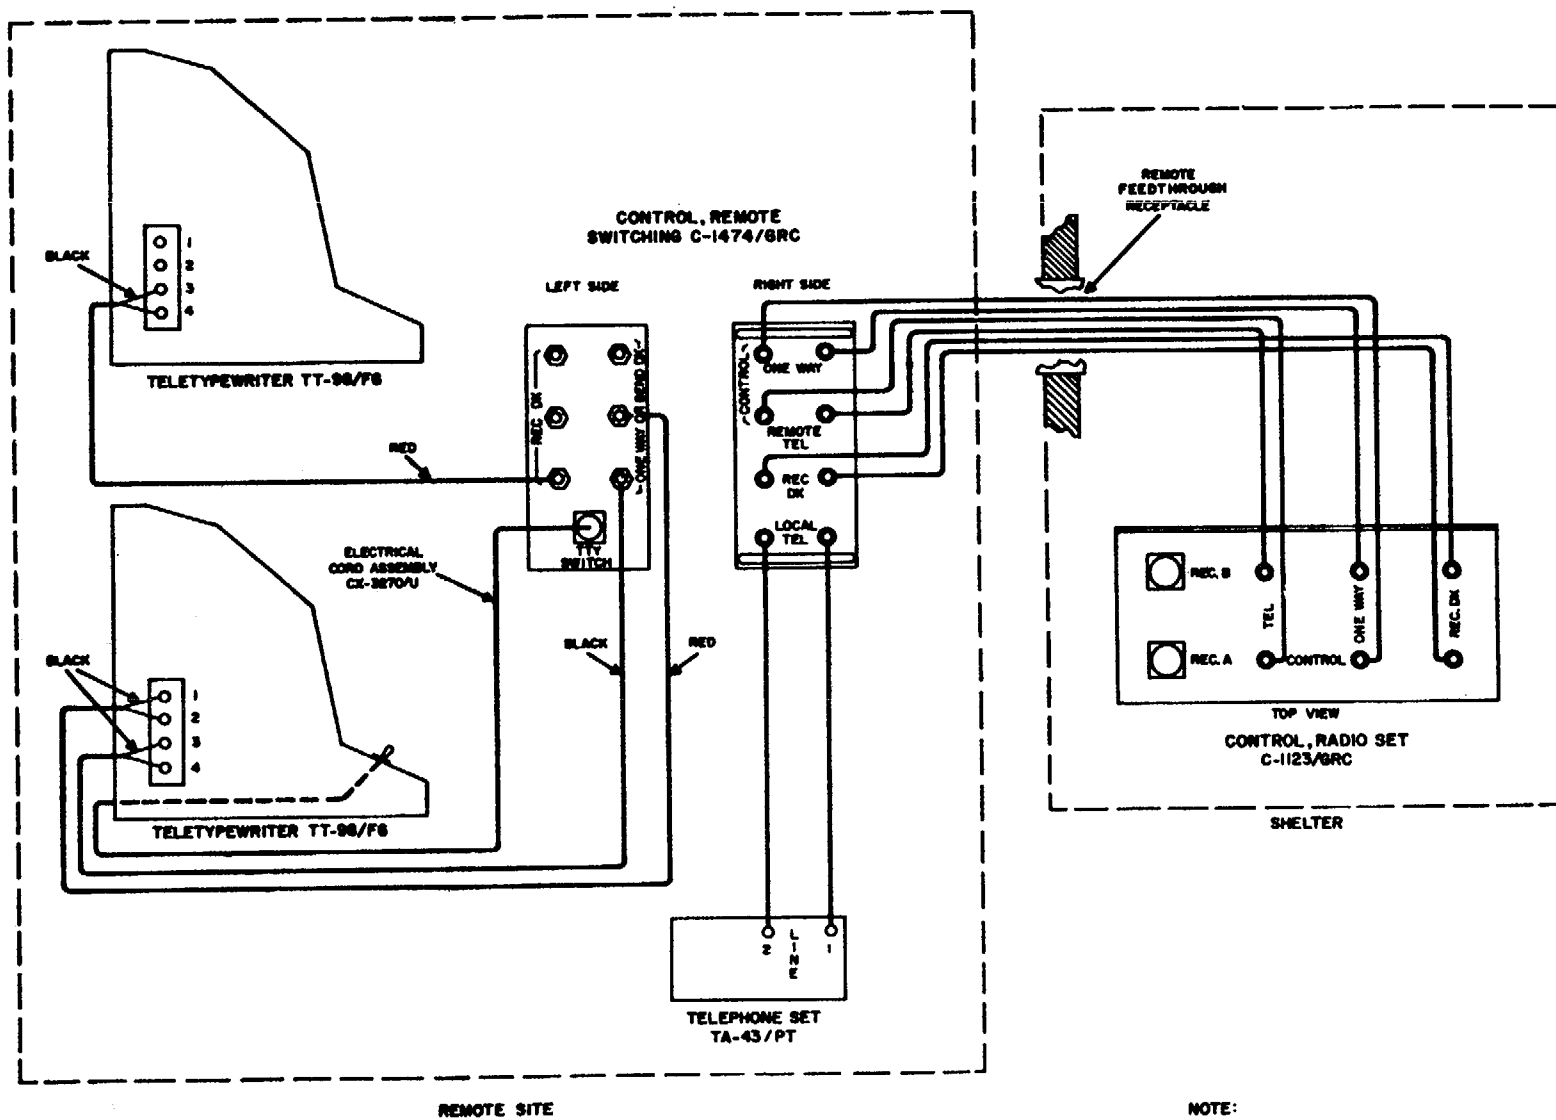 BLACK
1
2
3
4
TELETYPEWRITER TT-98/FG
RED
CONTROL, REMOTE
SWITCHING C-1474/GRC
LEFT SIDE
RIGHT SIDE
REC DX
ONE WAY OR SEND DX
TTY
SWITCH
CONTROL
ONE WAY
REMOTE
TEL
REC
DX
LOCAL
TEL
ELECTRICAL
CORD ASSEMBLY
CX-3270/U
BLACK
RED
BLACK
1
2
3
4
TELETYPEWRITER TT-98/FG
2
LINE
1
TELEPHONE SET
TA-43/PT
REMOTE SITE
REMOTE
FEEDTHROUGH
RECEPTACLE
REC. B
REC. A
TEL
ONE WAY
REC. DX
CONTROL
TOP VIEW
CONTROL, RADIO SET
C-1123/GRC
SHELTER
NOTE: